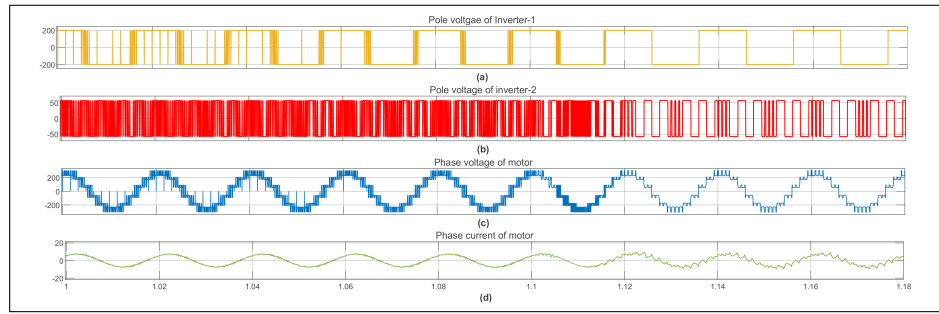 Pole voltgae of Inverter-1
200
0
-200
(a)
Pole voltage of inverter-2
50
0
-50
(b)
Phase voltage of motor
200
0
-200
(c)
Phase current of motor
20
0
-20
1 1.02 1.04 1.06 1.08 1.10 1.12 1.14 1.16 1.18
(d)